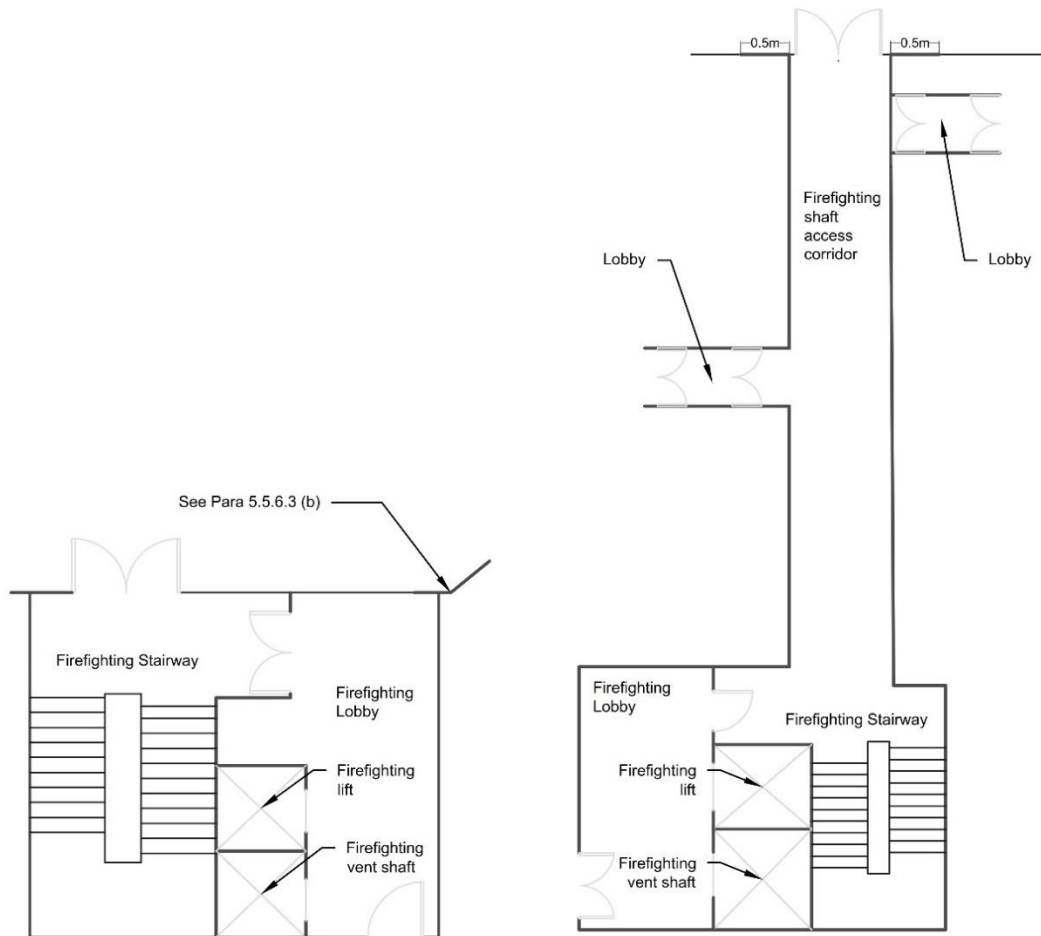 See Para 5.5.6.3 (b)
Firefighting Stairway
Firefighting
Lobby
Firefighting
lift
Firefighting
vent shaft
0.5m
0.5m
Firefighting
shaft
access
corridor
Lobby
Lobby
Firefighting
Lobby
Firefighting Stairway
Firefighting
lift
Firefighting
vent shaft